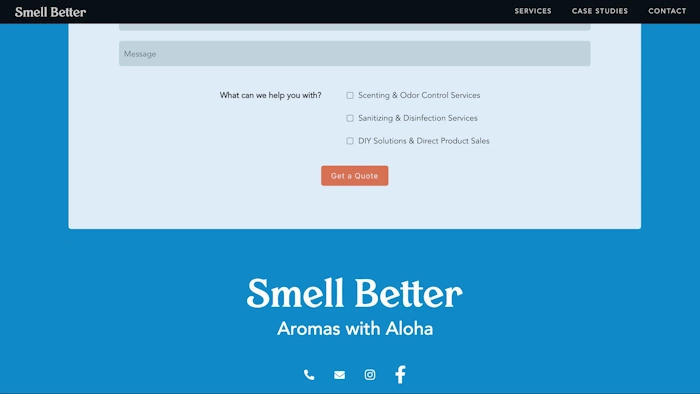 Smell Better
SERVICES CASE STUDIES CONTACT
Message
What can we help you with?
Scenting & Odor Control Services
Sanitizing & Disinfection Services
DIY Solutions & Direct Product Sales
Get a Quote
Smell Better
Aromas with Aloha